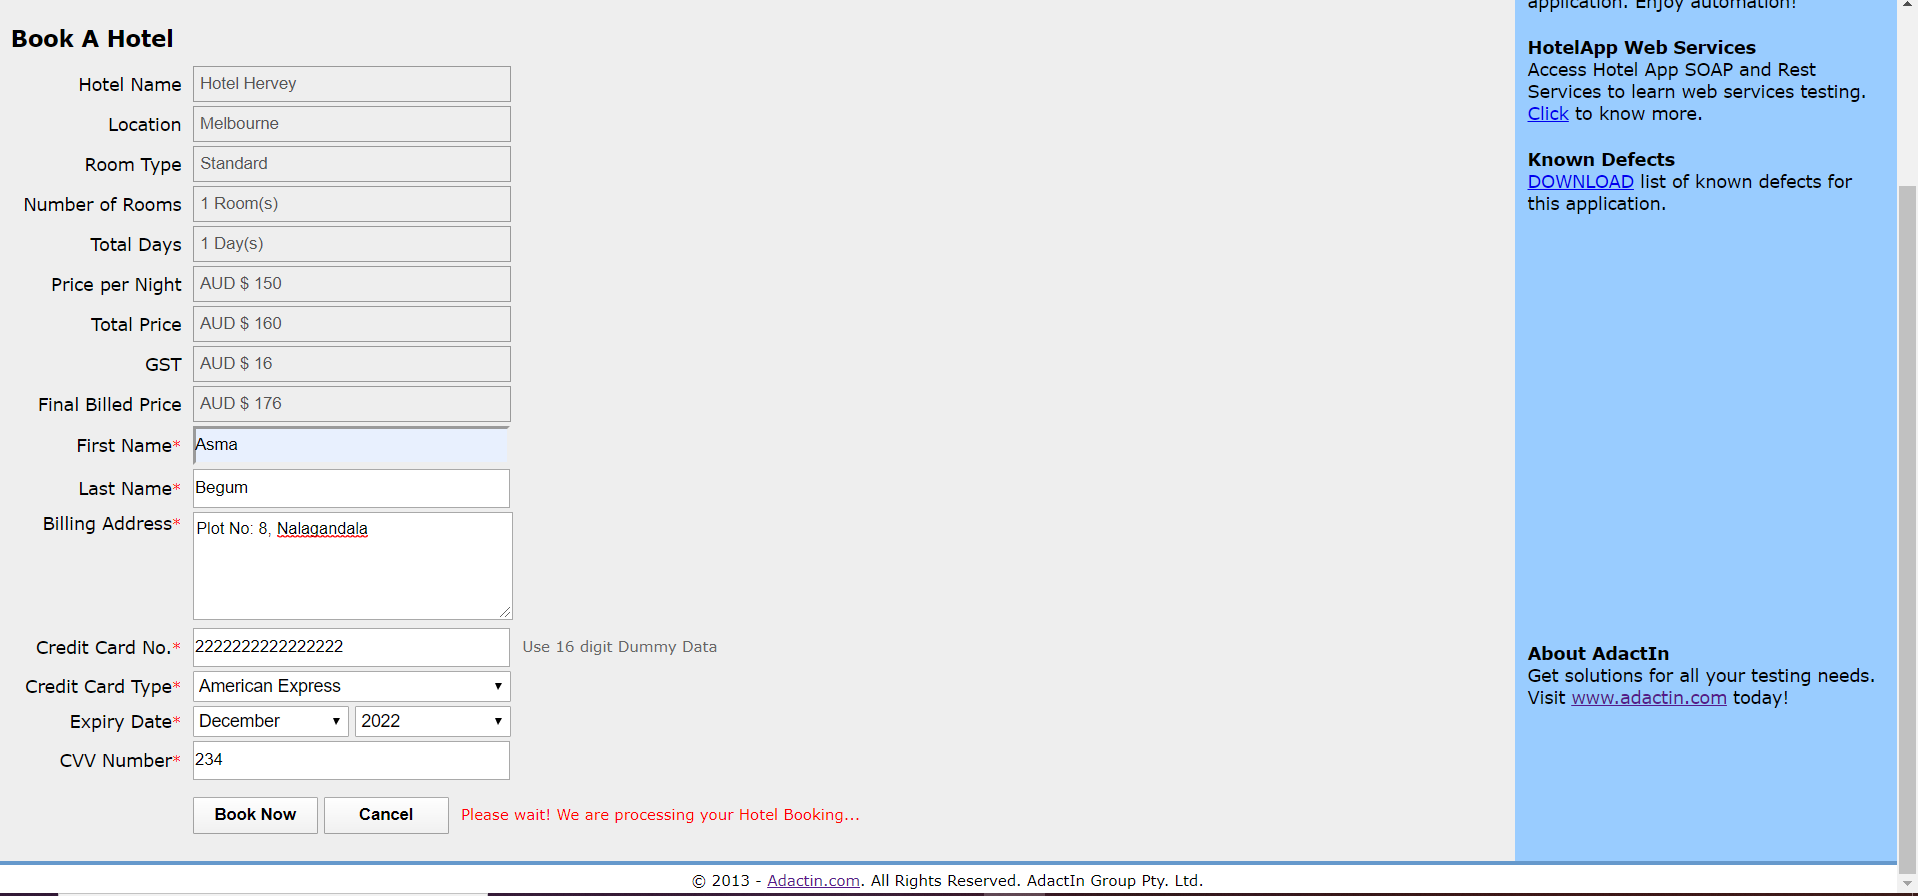 Book A Hotel
Hotel Name Hotel Hervey
Location Melbourne
Room Type Standard
Number of Rooms 1 Room(s)
Total Days 1 Day(s)
Price per Night AUD $ 150
Total Price AUD $ 160
GST AUD $ 16
Final Billed Price AUD $ 176
First Name* Asma
Last Name* Begum
Billing Address* Plot No: 8, Nalagandala
Credit Card No.* 2222222222222222 Use 16 digit Dummy Data
Credit Card Type* American Express
Expiry Date* December 2022
CVV Number* 234
Book Now Cancel Please wait! We are processing your Hotel Booking...
application. Enjoy automation!
HotelApp Web Services
Access Hotel App SOAP and Rest
Services to learn web services testing.
Click to know more.
Known Defects
DOWNLOAD list of known defects for
this application.
About AdactIn
Get solutions for all your testing needs.
Visit www.adactin.com today!
© 2013 - Adactin.com. All Rights Reserved. AdactIn Group Pty. Ltd.